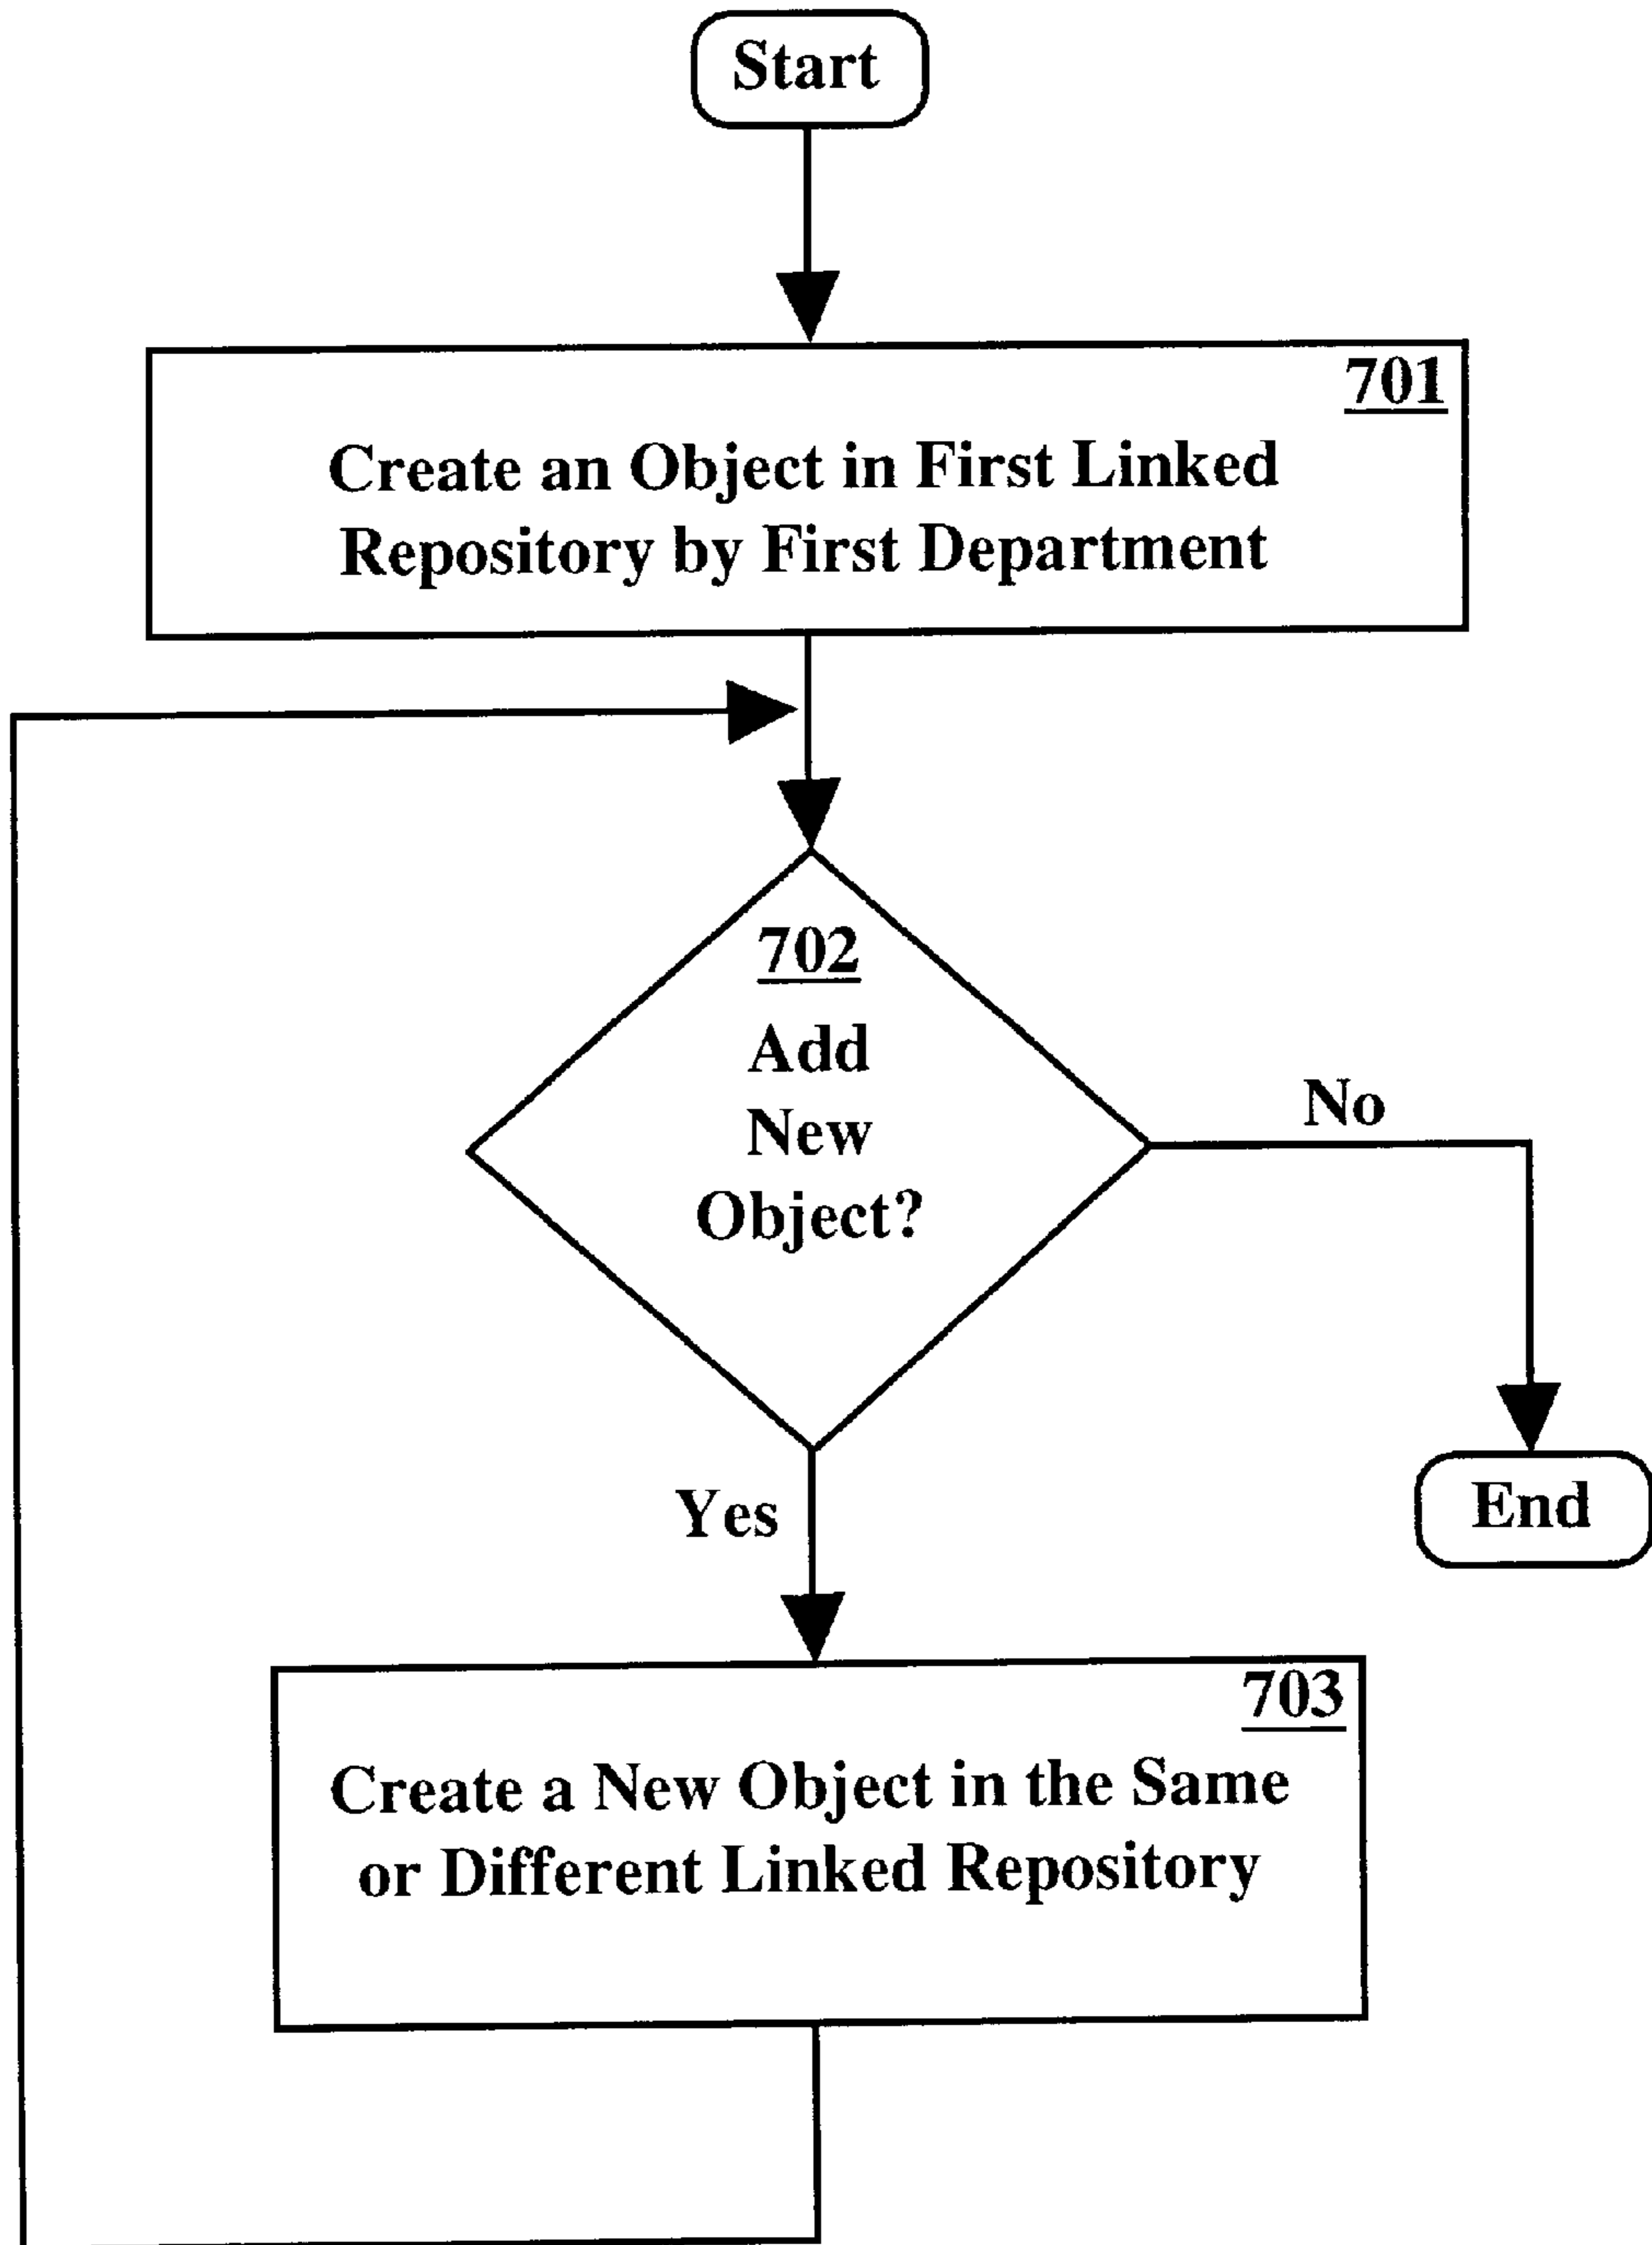 Start
701
Create an Object in First Linked
Repository by First Department
702
Add
New
Object?
No
Yes
End
703
Create a New Object in the Same
or Different Linked Repository